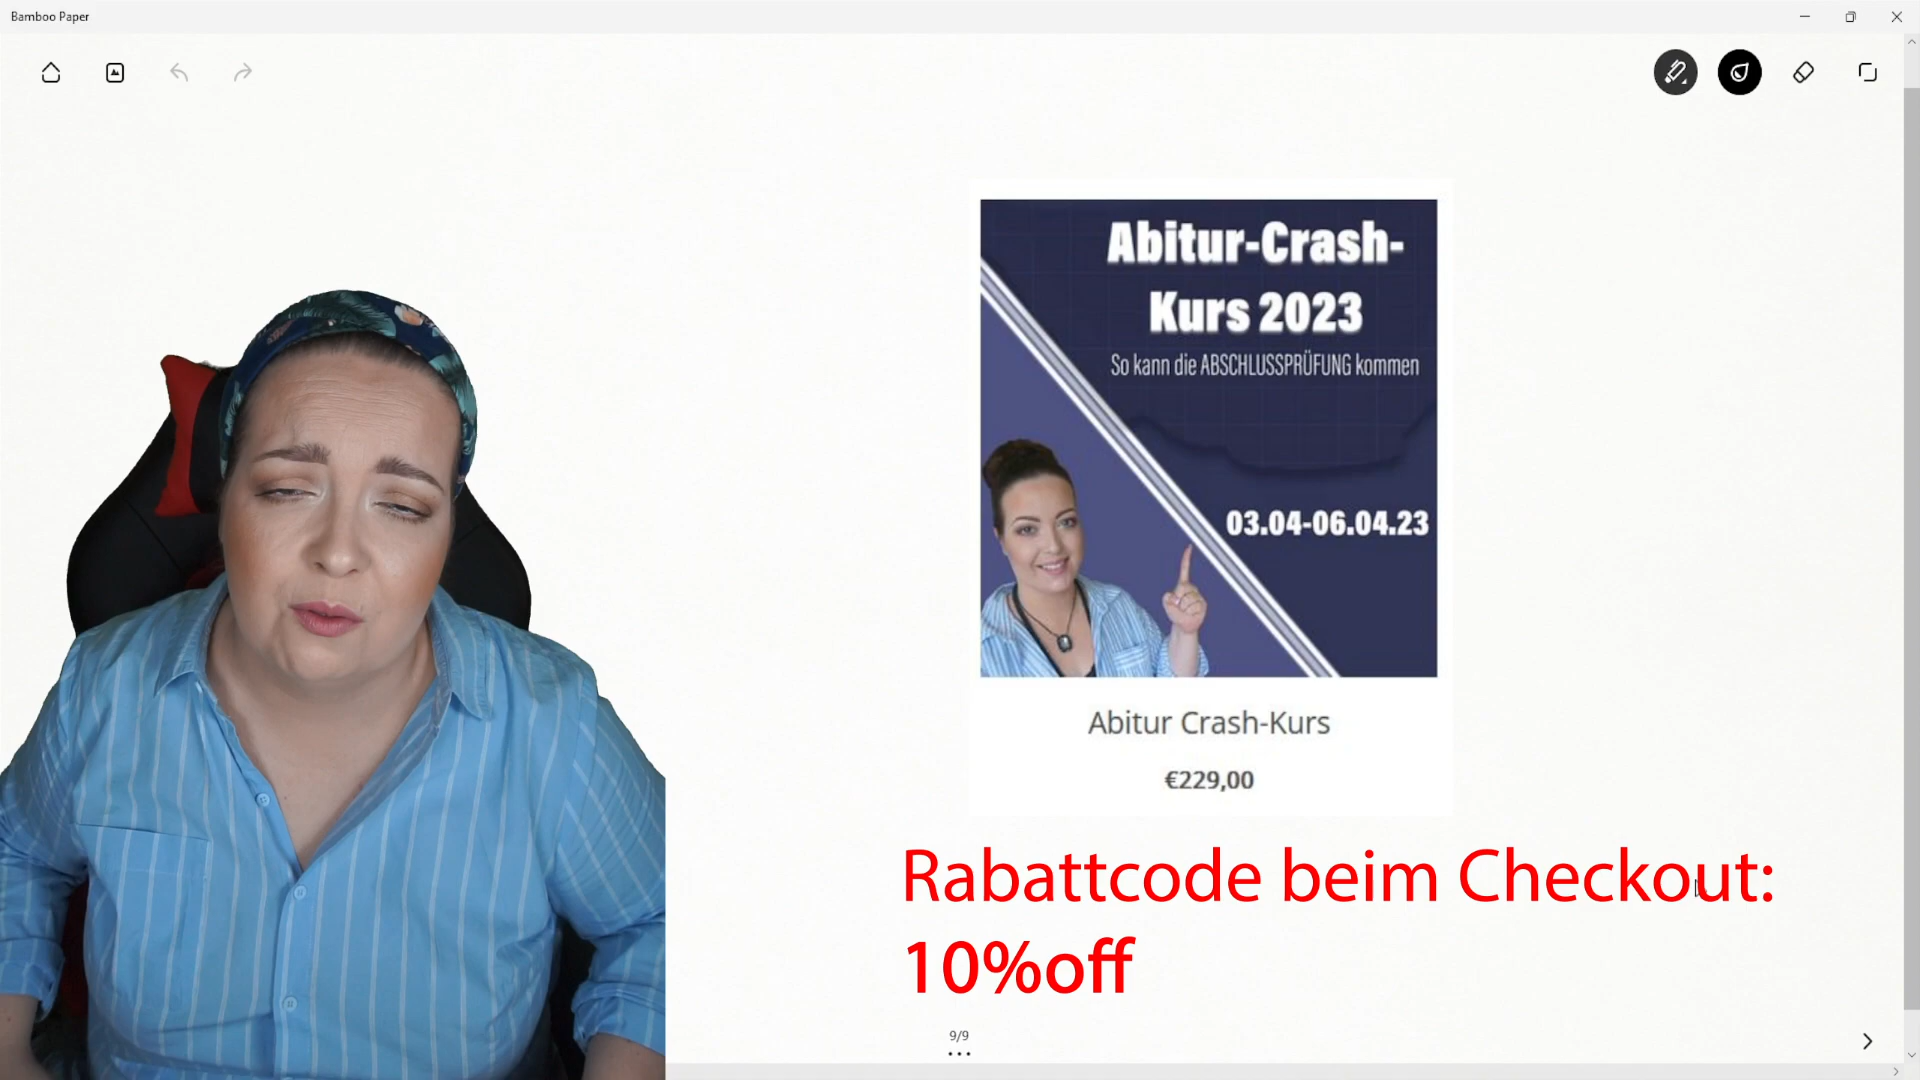 Bamboo Paper
Abitur-Crash-
Kurs 2023
So kann die ABSCHLUSSPRÜFUNG kommen
03.04-06.04.23
Abitur Crash-Kurs
€229,00
Rabattcode beim Checkout:
10%off
9/9